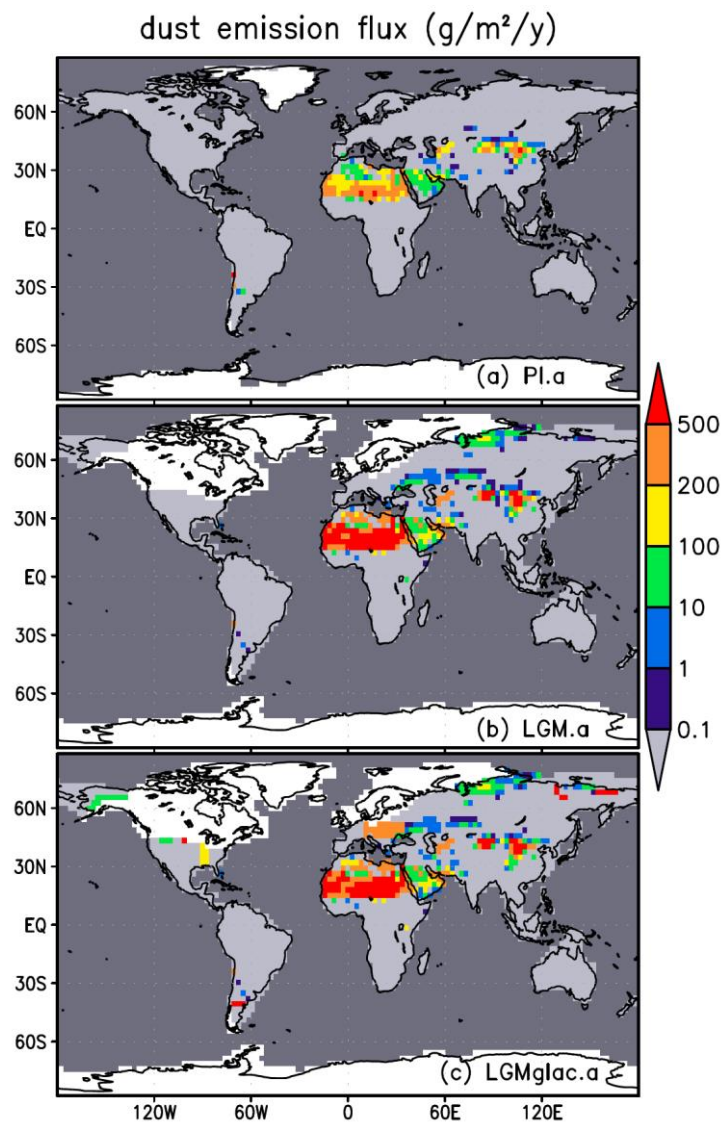 dust emission flux (g/m²/y)
60N
30N
EQ
30S
60S
(a) PI.a
60N
30N
EQ
30S
60S
(b) LGM.a
500
200
100
10
1
0.1
60N
30N
EQ
30S
60S
(c) LGMglac.a
120W 60W 0 60E 120E